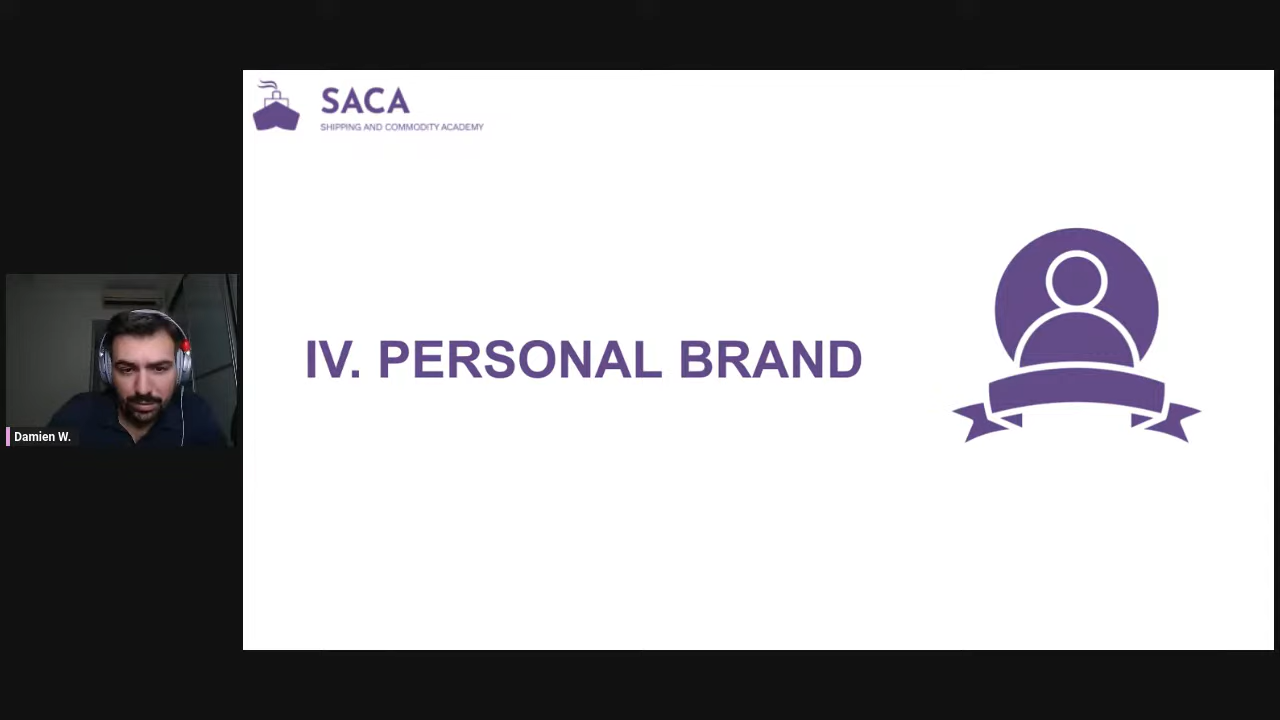 SACA
SHIPPING AND COMMODITY ACADEMY
IV. PERSONAL BRAND
Damien W.